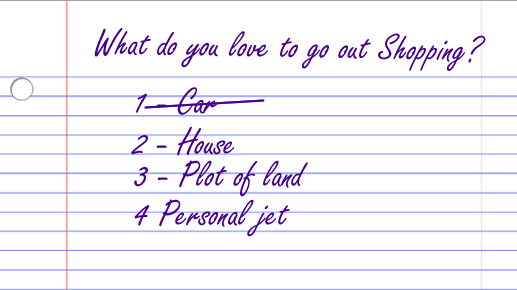 What do you love to go out Shopping?
1 - Car
2 - House
3 - Plot of land
4 Personal jet